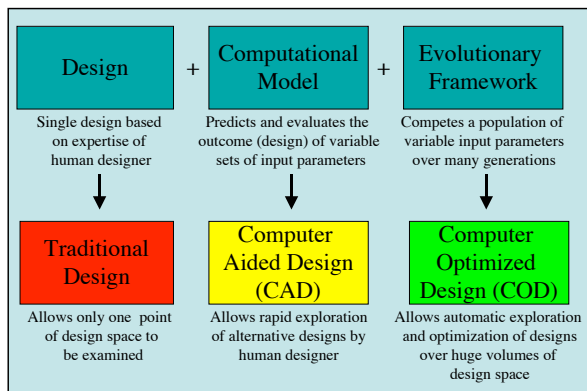 Design
+
Computational
Model
+
Evolutionary
Framework
Single design based
on expertise of
human designer
Predicts and evaluates the
outcome (design) of variable
sets of input parameters
Competes a population of
variable input parameters
over many generations
Traditional
Design
Computer
Aided Design
(CAD)
Computer
Optimized
Design (COD)
Allows only one point
of design space to
be examined
Allows rapid exploration
of alternative designs by
human designer
Allows automatic exploration
and optimization of designs
over huge volumes of
design space